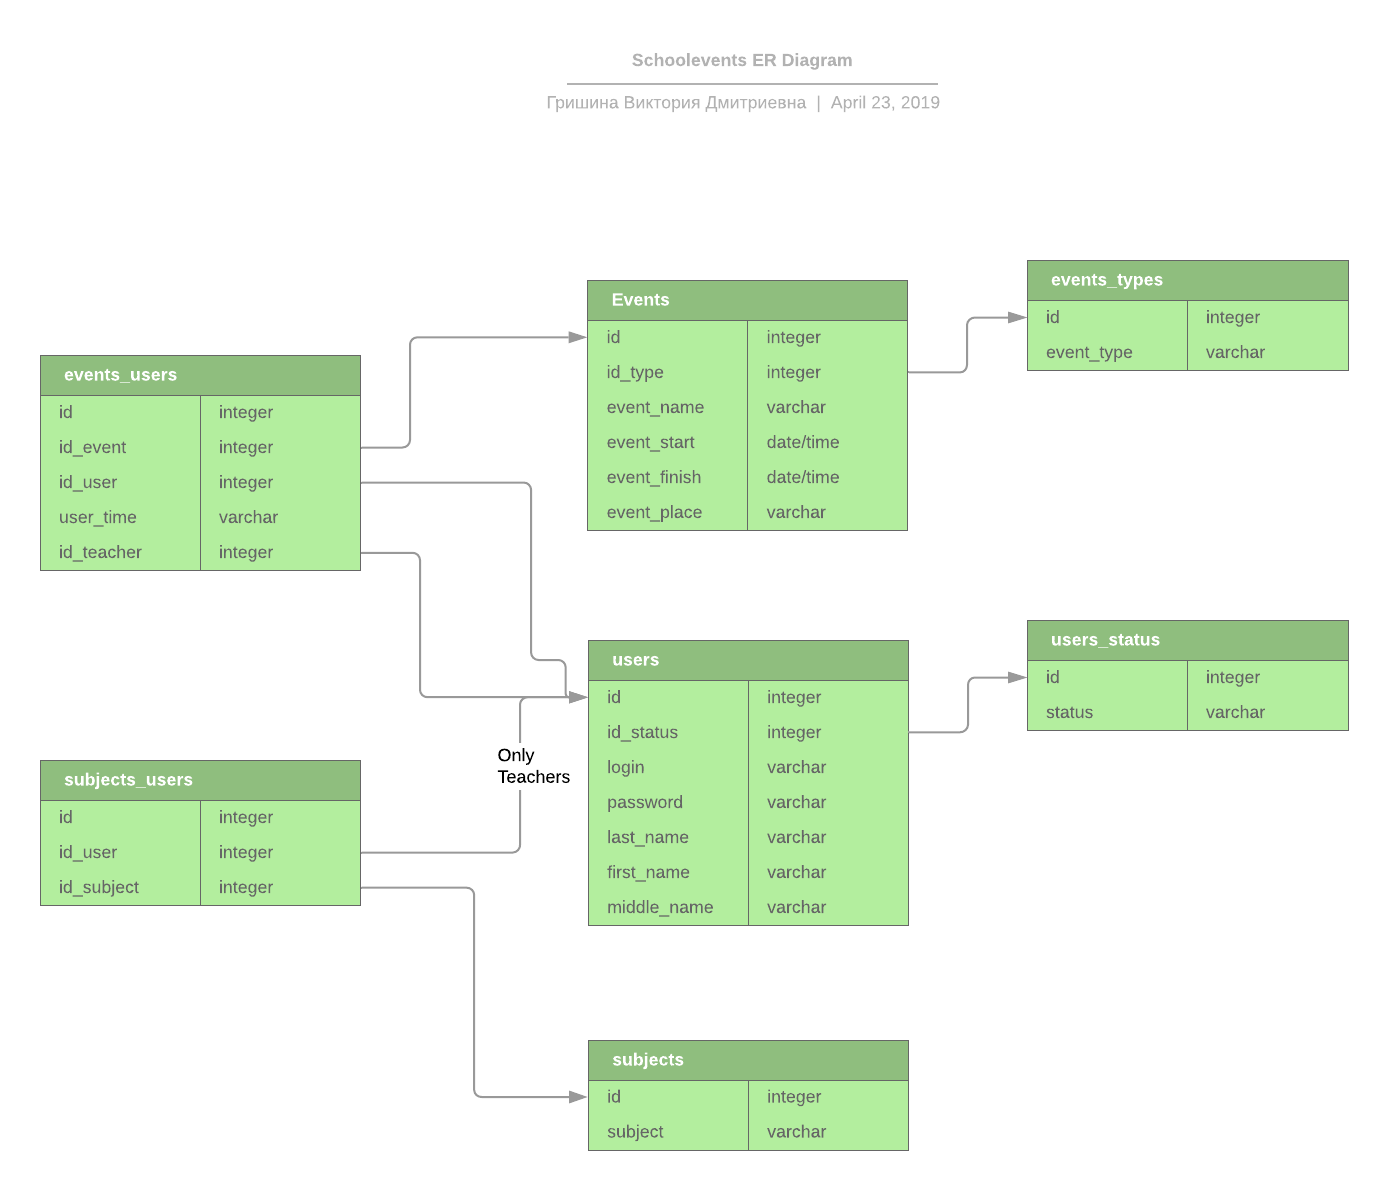 Schoolevents ER Diagram
Гришина Виктория Дмитриевна | April 23, 2019
events_types
id integer
event_type varchar
Events
id integer
id_type integer
event_name varchar
event_start date/time
event_finish date/time
event_place varchar
events_users
id integer
id_event integer
id_user integer
user_time varchar
id_teacher integer
users_status
id integer
status varchar
users
id integer
id_status integer
login varchar
password varchar
last_name varchar
first_name varchar
middle_name varchar
Only
Teachers
subjects_users
id integer
id_user integer
id_subject integer
subjects
id integer
subject varchar